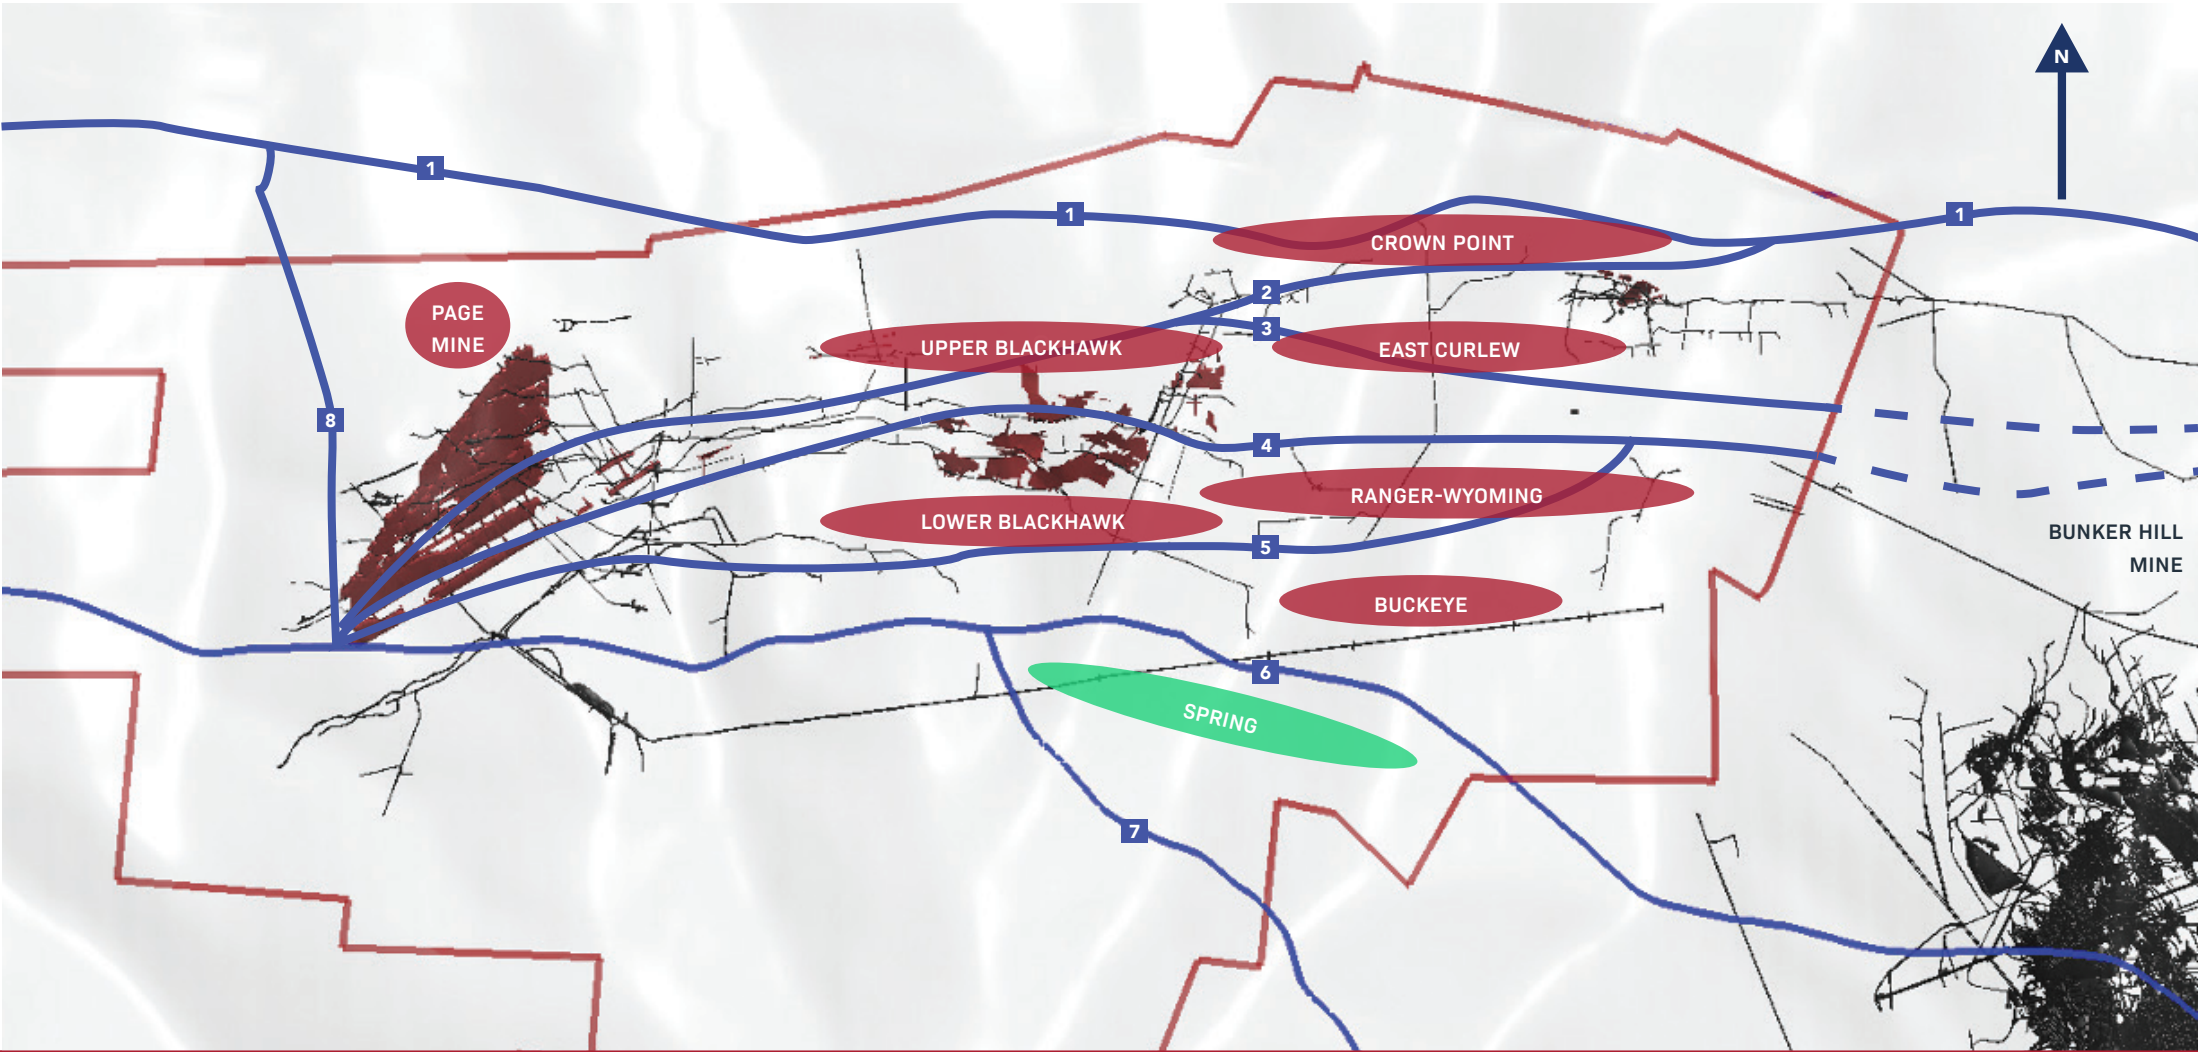 N
1
1
1
CROWN POINT
2
PAGE
MINE
3
UPPER BLACKHAWK
EAST CURLEW
8
4
RANGER-WYOMING
LOWER BLACKHAWK
BUNKER HILL
MINE
5
BUCKEYE
6
SPRING
7